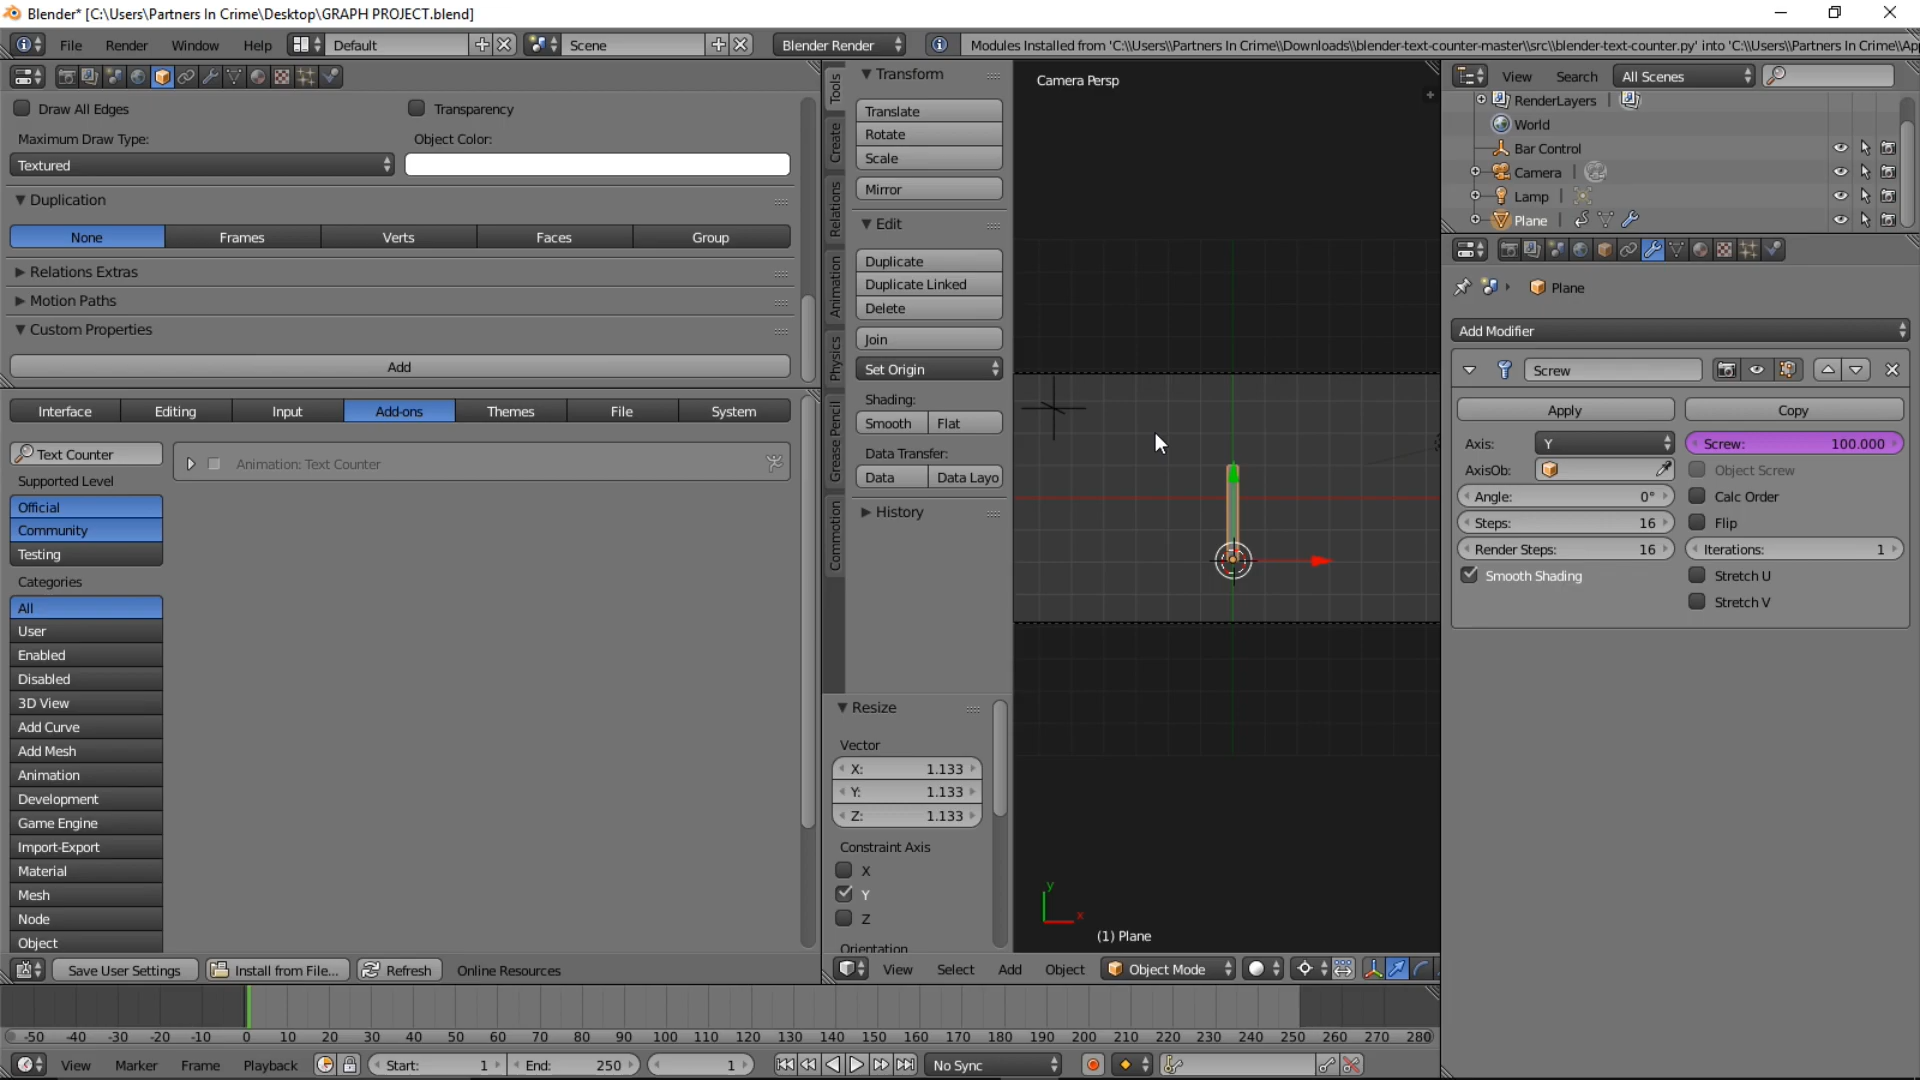 Blender* [C:\Users\Partners In Crime\Desktop\GRAPH PROJECT.blend]
File Render Window Help Default Scene Blender Render Modules Installed from 'C:\\Users\\Partners In Crime\\Downloads\\blender-text-counter-master\\src\\blender-text-counter.py' into 'C:\\Users\\Partners In Crime\\Ap
Draw All Edges Transparency
Maximum Draw Type: Object Color:
Textured
Duplication
None Frames Verts Faces Group
Relations Extras
Motion Paths
Custom Properties
Add
Interface Editing Input Add-ons Themes File System
Text Counter Animation: Text Counter
Supported Level
Official
Community
Testing
Categories
All
User
Enabled
Disabled
3D View
Add Curve
Add Mesh
Animation
Development
Game Engine
Import-Export
Material
Mesh
Node
Object
Save User Settings Install from File... Refresh Online Resources
Tools
Create
Relations
Animation
Physics
Grease Pencil
Commotion
Transform
Translate
Rotate
Scale
Mirror
Edit
Duplicate
Duplicate Linked
Delete
Join
Set Origin
Shading:
Smooth Flat
Data Transfer:
Data Data Layo
History
Resize
Vector
X: 1.133
Y: 1.133
Z: 1.133
Constraint Axis
X
Y
Z
Orientation
Camera Persp
y
x
(1) Plane
View Select Add Object Object Mode
View Search All Scenes
RenderLayers
World
Bar Control
Camera
Lamp
Plane
Plane
Add Modifier
Screw
Apply Copy
Axis: Y Screw: 100.000
AxisOb: Object Screw
Angle: 0° Calc Order
Steps: 16 Flip
Render Steps: 16 Iterations: 1
Smooth Shading Stretch U
Stretch V
-50 -40 -30 -20 -10 0 10 20 30 40 50 60 70 80 90 100 110 120 130 140 150 160 170 180 190 200 210 220 230 240 250 260 270 280
View Marker Frame Playback Start: 1 End: 250 1 No Sync